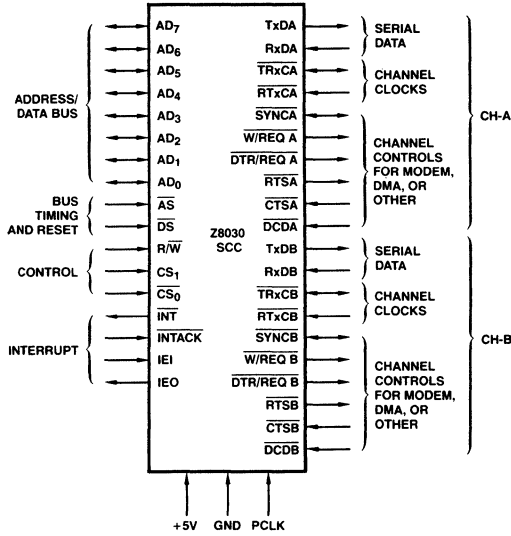 ADDRESS/
DATA BUS
BUS
TIMING
AND RESET
CONTROL
INTERRUPT
AD7
AD6
AD5
AD4
AD3
AD2
AD1
AD0
AS
DS
R/W
CS1
CS0
INT
INTACK
IEI
IEO
Z8030
SCC
TxDA
RxDA
TRxCA
RTxCA
SYNCA
W/REQ A
DTR/REQ A
RTSA
CTSA
DCDA
TxDB
RxDB
TRxCB
RTxCB
SYNCB
W/REQ B
DTR/REQ B
RTSB
CTSB
DCDB
SERIAL
DATA
CHANNEL
CLOCKS
CHANNEL
CONTROLS
FOR MODEM,
DMA, OR
OTHER
CH-A
SERIAL
DATA
CHANNEL
CLOCKS
CHANNEL
CONTROLS
FOR MODEM,
DMA, OR
OTHER
CH-B
+5V GND PCLK